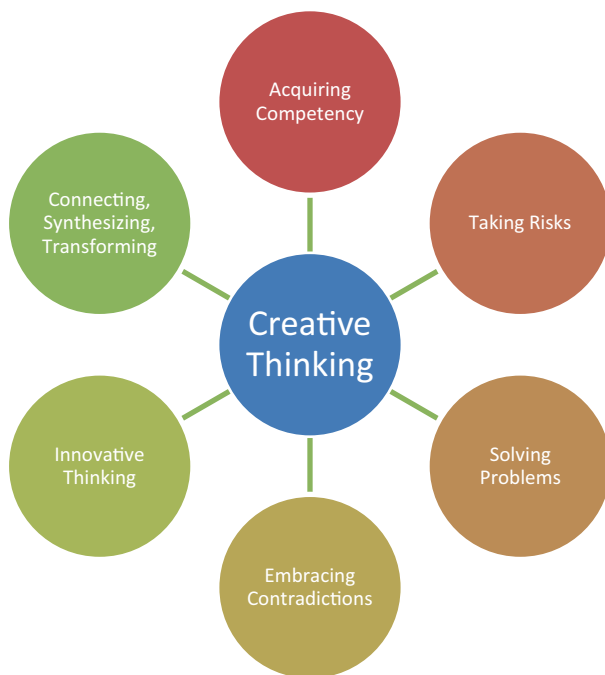 Acquiring
Competency
Connecting,
Synthesizing,
Transforming
Taking Risks
Creative
Thinking
Innovative
Thinking
Solving
Problems
Embracing
Contradictions